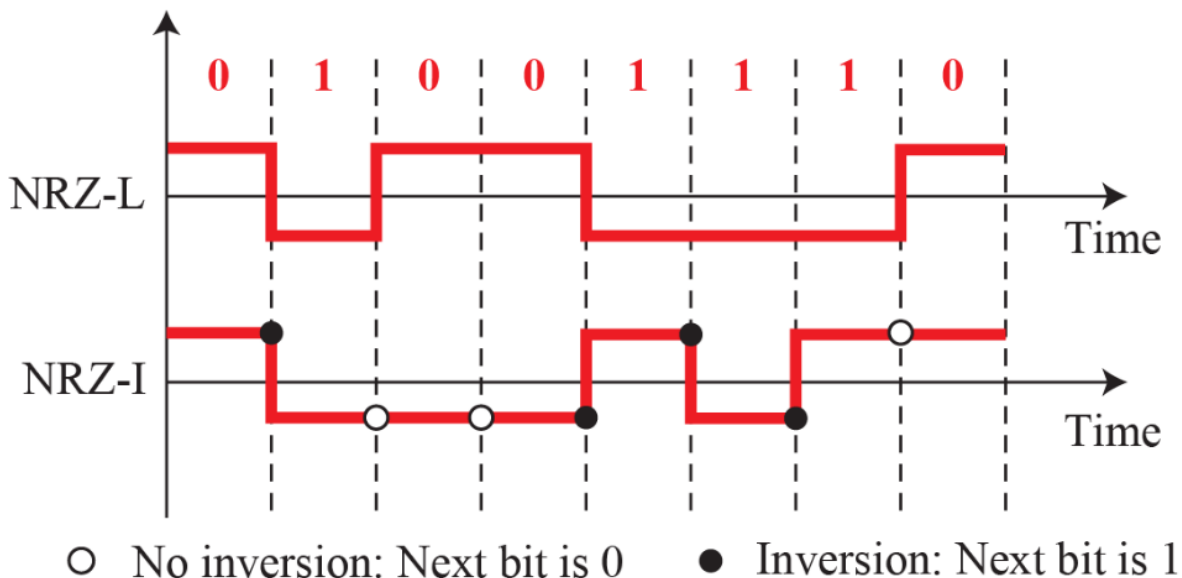 0 1 0 0 1 1 1 0
NRZ-L
Time
NRZ-I
Time
No inversion: Next bit is 0
Inversion: Next bit is 1